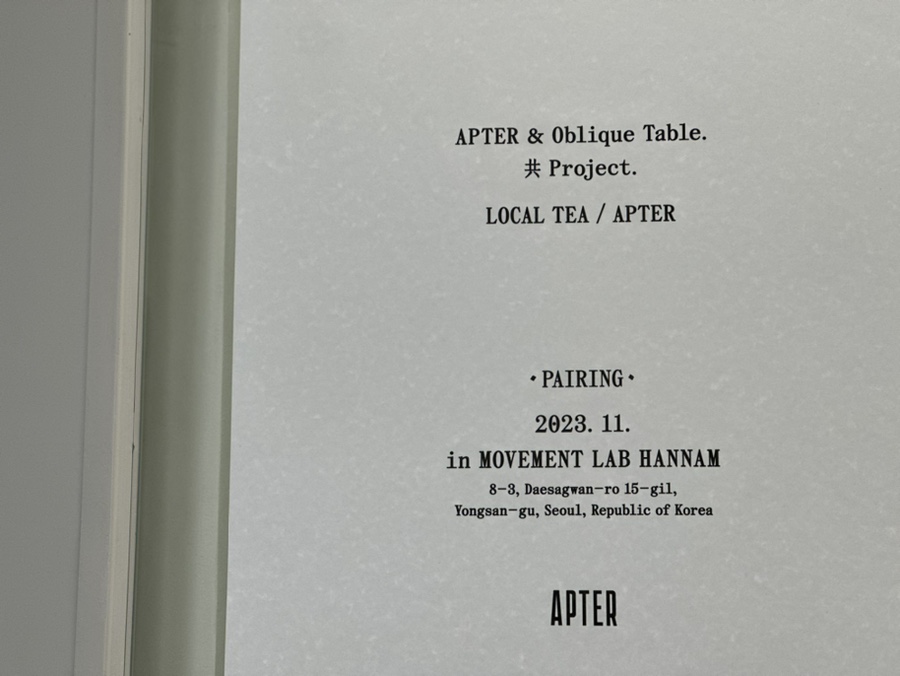 APTER & Oblique Table.
共 Project.
LOCAL TEA / APTER
· PAIRING ·
2023. 11.
in MOVEMENT LAB HANNAM
8-3, Daesagwan-ro 15-gil,
Yongsan-gu, Seoul, Republic of Korea
APTER